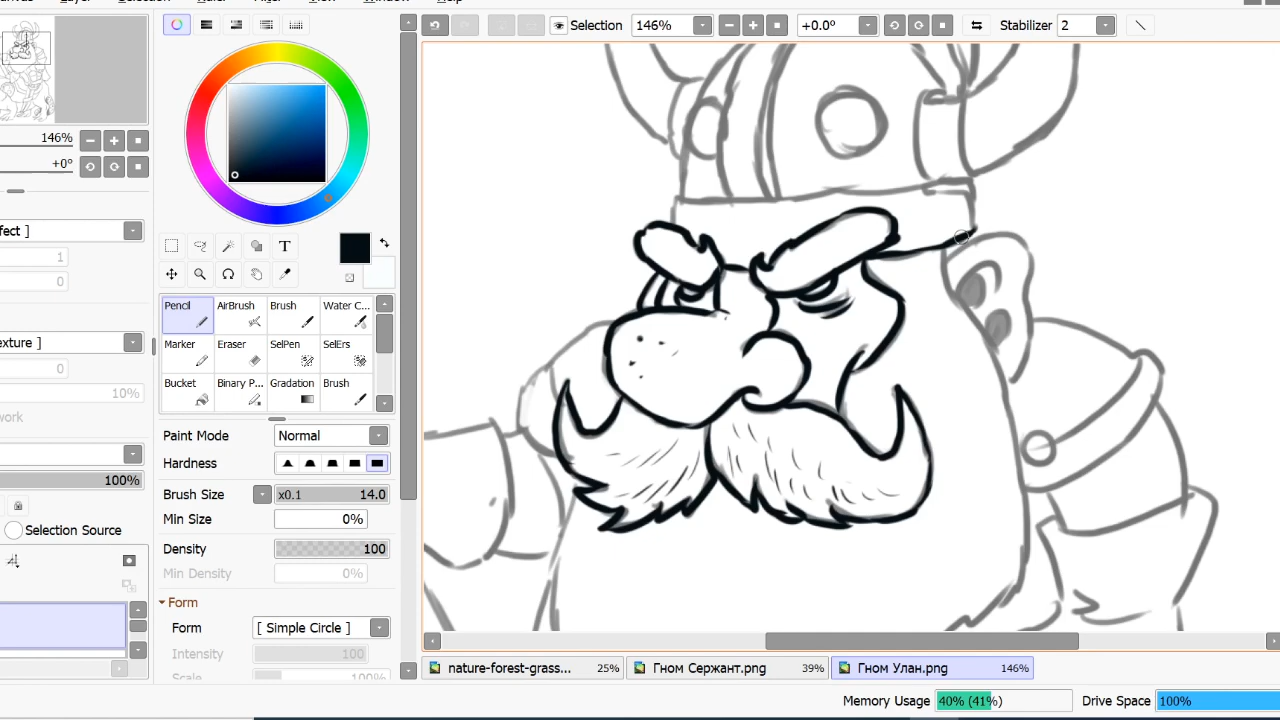 Selection 146% +0.0° Stabilizer 2
146%
+0°
ffect ]
1
0
exture ]
0
10%
work
100%
Selection Source
T
Pencil AirBrush Brush Water C...
Marker Eraser SelPen SelErs
Bucket Binary P... Gradation Brush
Paint Mode Normal
Hardness
Brush Size x0.1 14.0
Min Size 0%
Density 100
Min Density 0%
Form
Form [ Simple Circle ]
Intensity 100
nature-forest-grass... 25% Гном Сержант.png 39% Гном Улан.png 146%
Memory Usage 40% (41%) Drive Space 100%